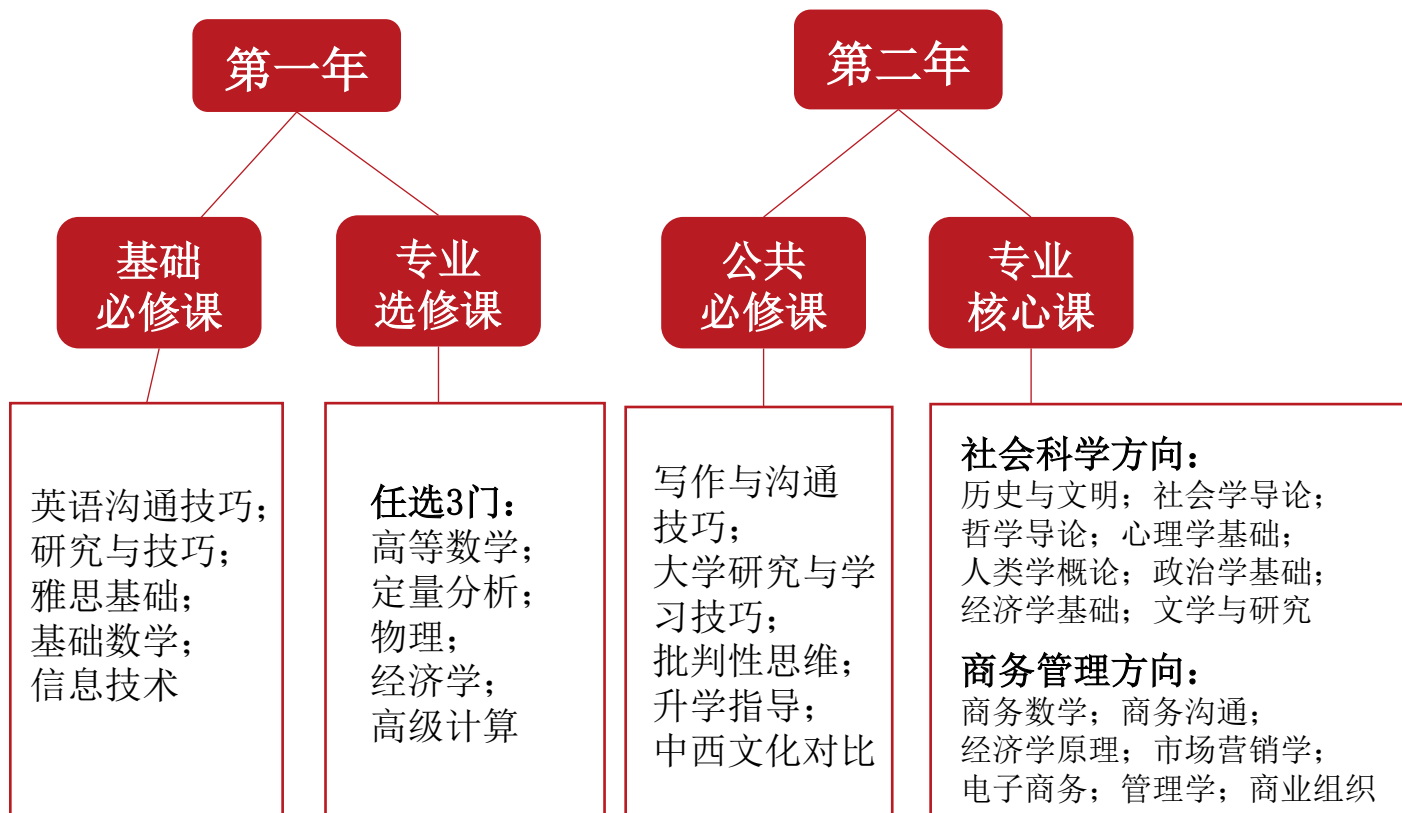 第一年
第二年
基础
必修课
专业
选修课
公共
必修课
专业
核心课
英语沟通技巧；
研究与技巧；
雅思基础；
基础数学；
信息技术
任选3门：
高等数学；
定量分析；
物理；
经济学；
高级计算
写作与沟通
技巧；
大学研究与学
习技巧；
批判性思维；
升学指导；
中西文化对比
社会科学方向：
历史与文明；社会学导论；
哲学导论；心理学基础；
人类学概论；政治学基础；
经济学基础；文学与研究
商务管理方向：
商务数学；商务沟通；
经济学原理；市场营销学；
电子商务；管理学；商业组织